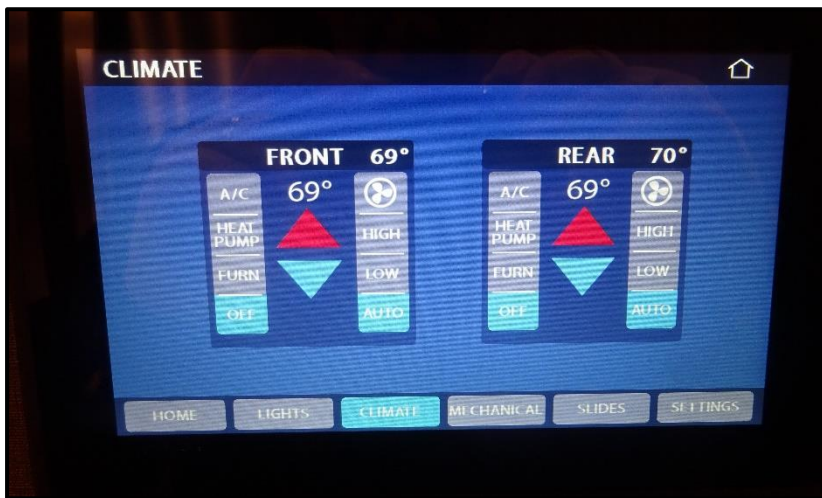 CLIMATE
FRONT 69°
A/C 69°
HEAT PUMP HIGH
FURN LOW
OFF AUTO
REAR 70°
A/C 69°
HEAT PUMP HIGH
FURN LOW
OFF AUTO
HOME LIGHTS CLIMATE MECHANICAL SLIDES SETTINGS